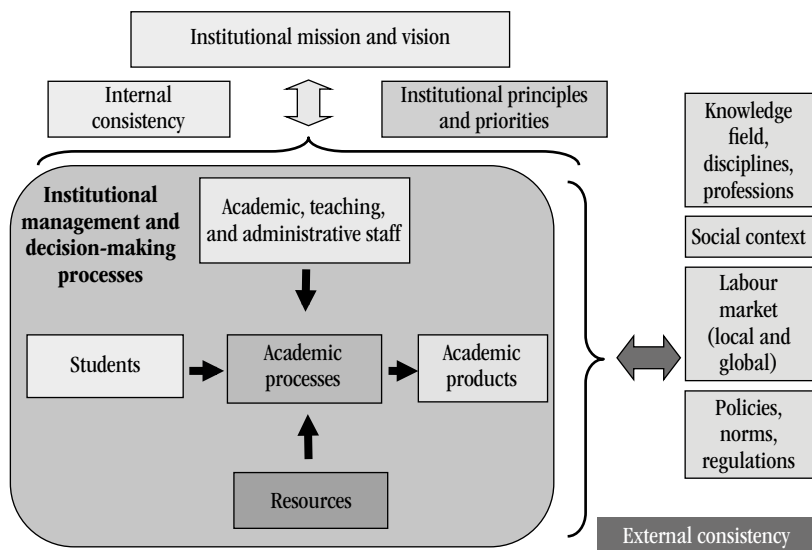 Institutional mission and vision
Internal
consistency
Institutional principles
and priorities
Knowledge
field,
disciplines,
professions
Institutional
management and
decision-making
processes
Academic, teaching,
and administrative staff
Social context
Labour
market
(local and
global)
Students
Academic
processes
Academic
products
Policies,
norms,
regulations
Resources
External consistency